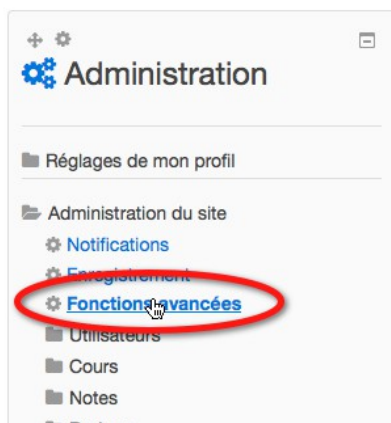 Administration
Réglages de mon profil
Administration du site
Notifications
Enregistrement
Fonctions avancées
Utilisateurs
Cours
Notes